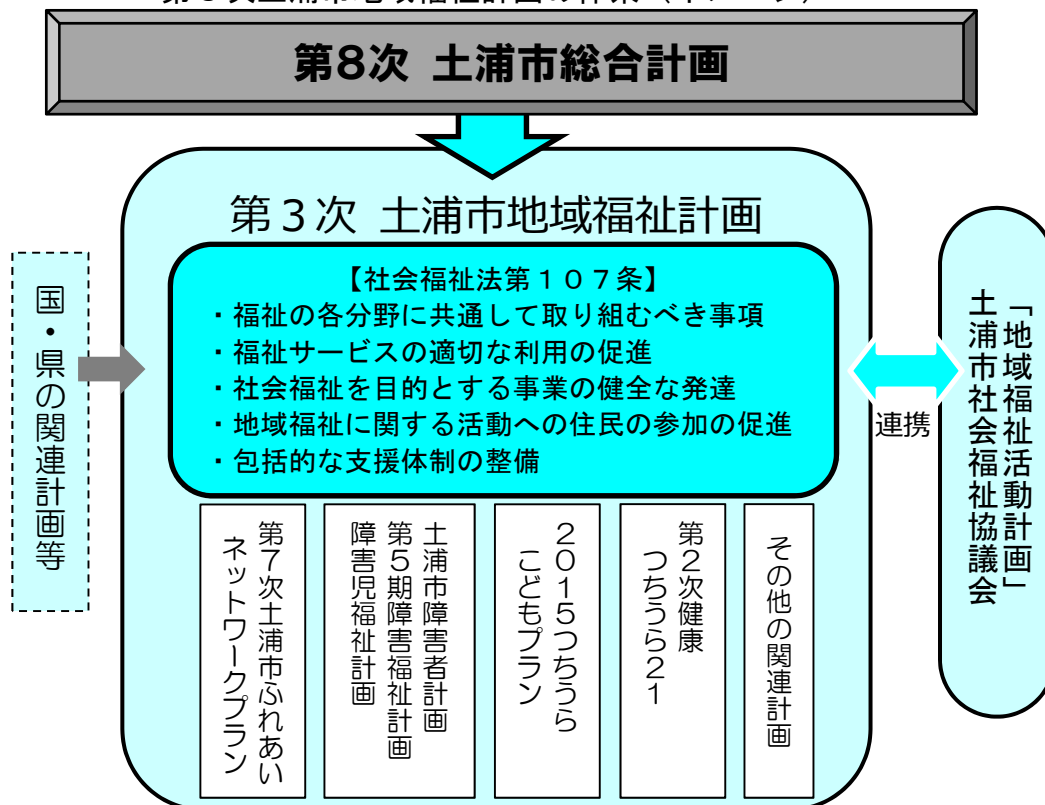 第8次 土浦市総合計画
第３次 土浦市地域福祉計画
【社会福祉法第１０７条】
・福祉の各分野に共通して取り組むべき事項
・福祉サービスの適切な利用の促進
・社会福祉を目的とする事業の健全な発達
・地域福祉に関する活動への住民の参加の促進
・包括的な支援体制の整備
国・県の関連計画等
連携
「地域福祉活動計画」
土浦市社会福祉協議会
第７次土浦市ふれあい
ネットワークプラン
土浦市障害者計画
第５期障害福祉計画
障害児福祉計画
２０１５つちうら
こどもプラン
第２次健康
つちうら２１
その他の関連計画